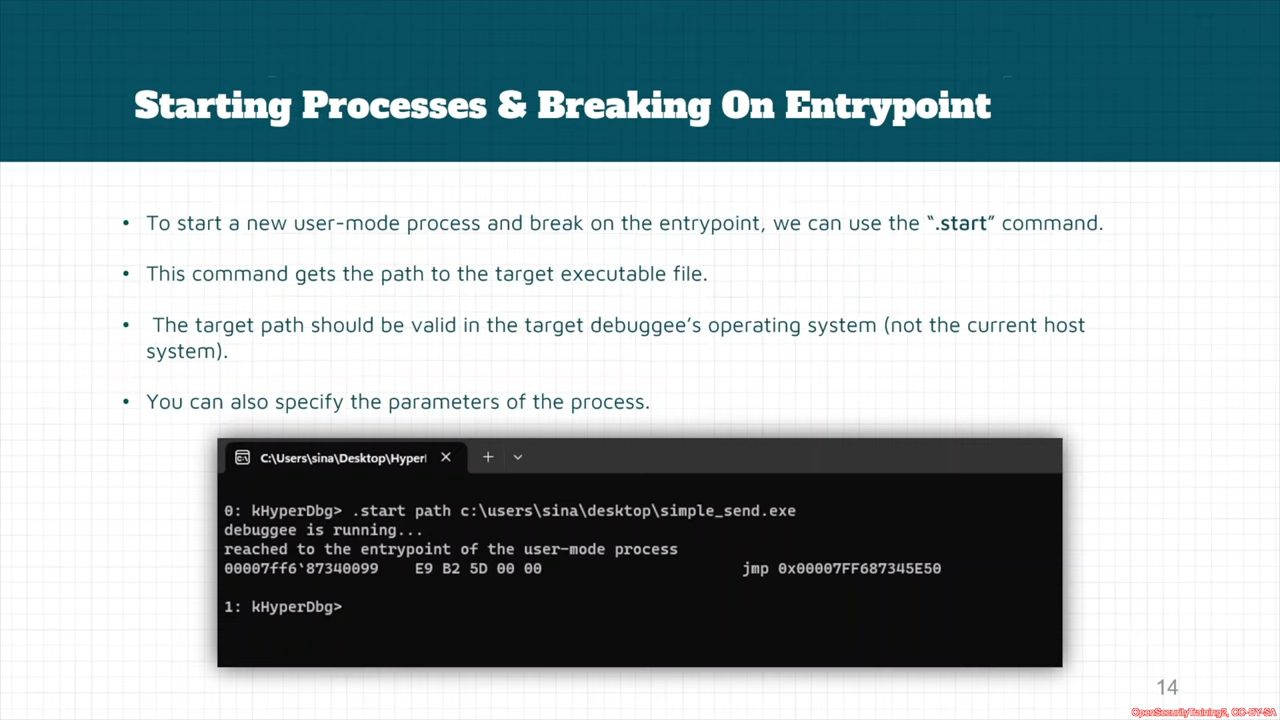 Starting Processes & Breaking On Entrypoint
• To start a new user-mode process and break on the entrypoint, we can use the “.start” command.
• This command gets the path to the target executable file.
• The target path should be valid in the target debuggee’s operating system (not the current host
system).
• You can also specify the parameters of the process.
C:\Users\sina\Desktop\Hyper
0: kHyperDbg> .start path c:\users\sina\desktop\simple_send.exe
debuggee is running...
reached to the entrypoint of the user-mode process
00007ff6`87340099 E9 B2 5D 00 00 jmp 0x00007FF687345E50
1: kHyperDbg>
14
OpenSecurityTraining2, CC-BY-SA